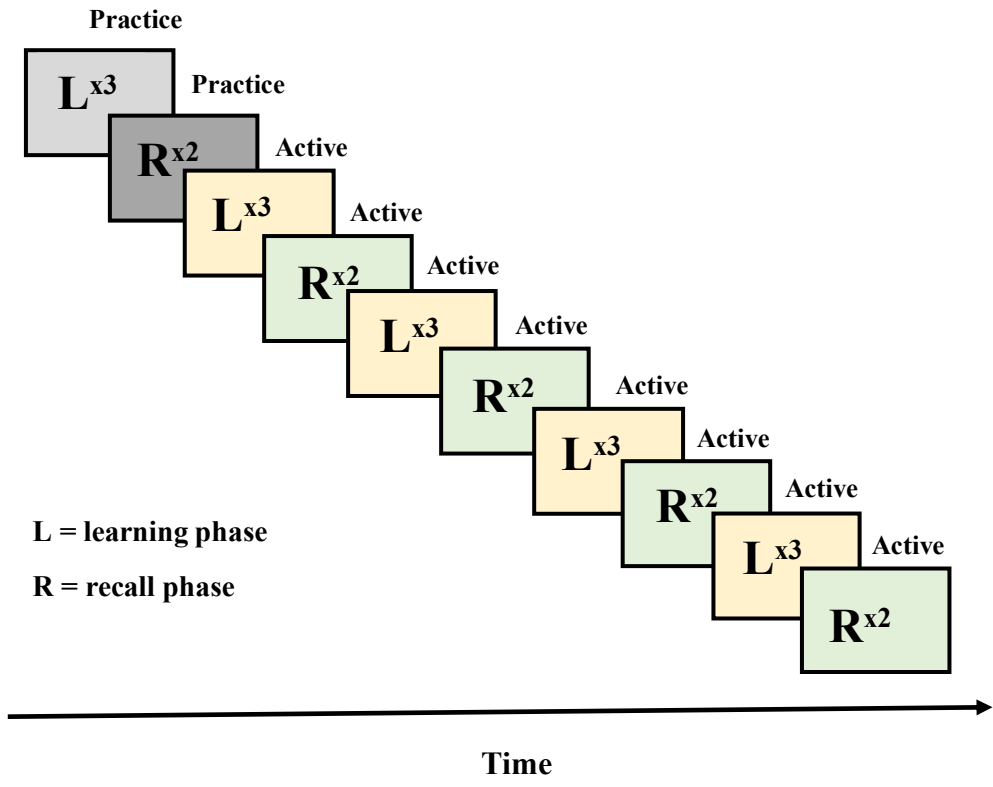 Practice
L^x3
Practice
R^x2
Active
L^x3
Active
R^x2
Active
L^x3
Active
R^x2
Active
L^x3
Active
R^x2
Active
L^x3
Active
R^x2
L = learning phase
R = recall phase
Time